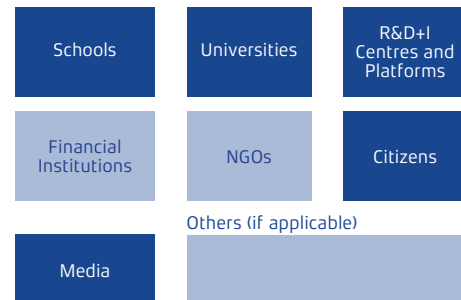 Schools
Universities
R&D+I
Centres and
Platforms
Financial
Institutions
NGOs
Citizens
Others (if applicable)
Media